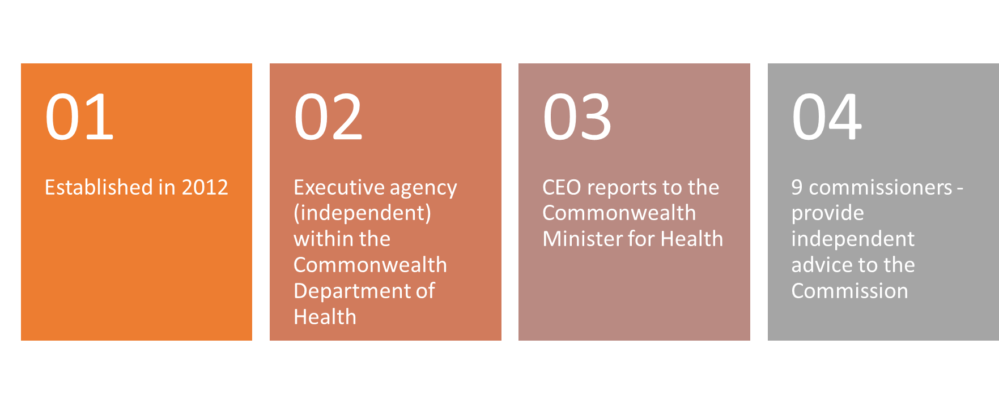 01
Established in 2012
02
Executive agency
(independent)
within the
Commonwealth
Department of
Health
03
CEO reports to the
Commonwealth
Minister for Health
04
9 commissioners -
provide
independent
advice to the
Commission